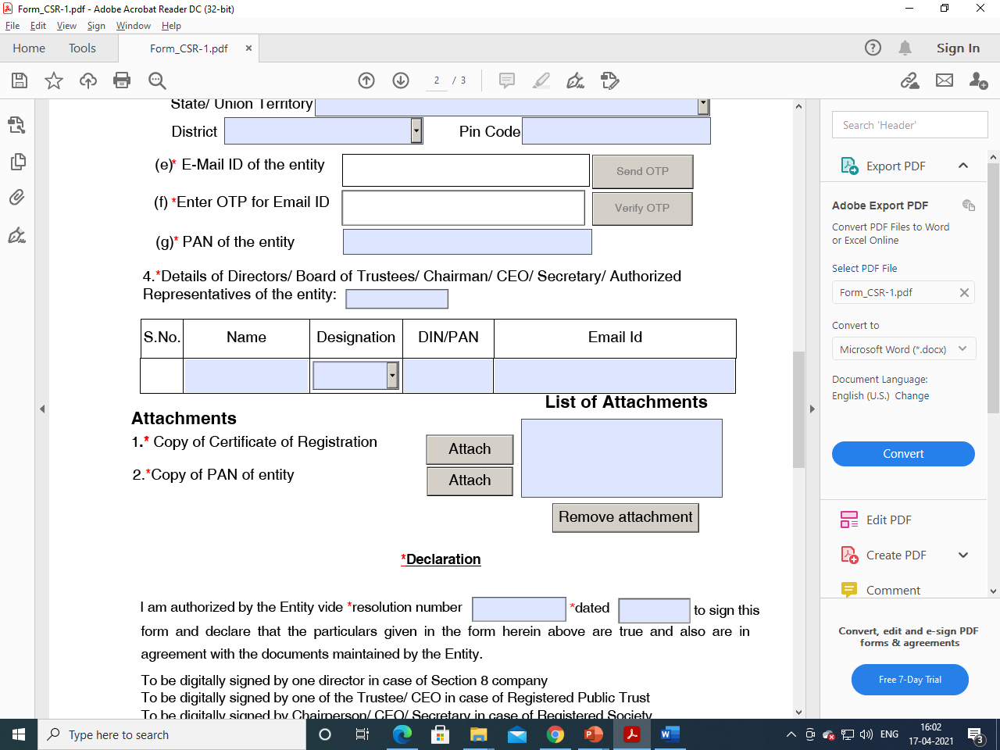 Form_CSR-1.pdf - Adobe Acrobat Reader DC (32-bit)
File Edit View Sign Window Help
Home Tools Form_CSR-1.pdf × Sign In
2 / 3
State/ Union Territory
District Pin Code
Search 'Header'
(e)* E-Mail ID of the entity Send OTP
Export PDF
(f) *Enter OTP for Email ID Verify OTP
Adobe Export PDF
Convert PDF Files to Word
or Excel Online
(g)* PAN of the entity
Select PDF File
4.*Details of Directors/ Board of Trustees/ Chairman/ CEO/ Secretary/ Authorized
Representatives of the entity:
Form_CSR-1.pdf
Convert to
S.No. Name Designation DIN/PAN Email Id
Microsoft Word (*.docx)
Document Language:
English (U.S.) Change
List of Attachments
Attachments
1.* Copy of Certificate of Registration Attach
Convert
2.*Copy of PAN of entity Attach
Remove attachment
Edit PDF
Create PDF
*Declaration
Comment
I am authorized by the Entity vide *resolution number *dated to sign this
form and declare that the particulars given in the form herein above are true and also are in
agreement with the documents maintained by the Entity.
Convert, edit and e-sign PDF
forms & agreements
To be digitally signed by one director in case of Section 8 company
Free 7-Day Trial
To be digitally signed by one of the Trustee/ CEO in case of Registered Public Trust
To be digitally signed by Chairperson/ CEO/ Secretary in case of Registered Society
Type here to search
ENG
16:02
17-04-2021
3